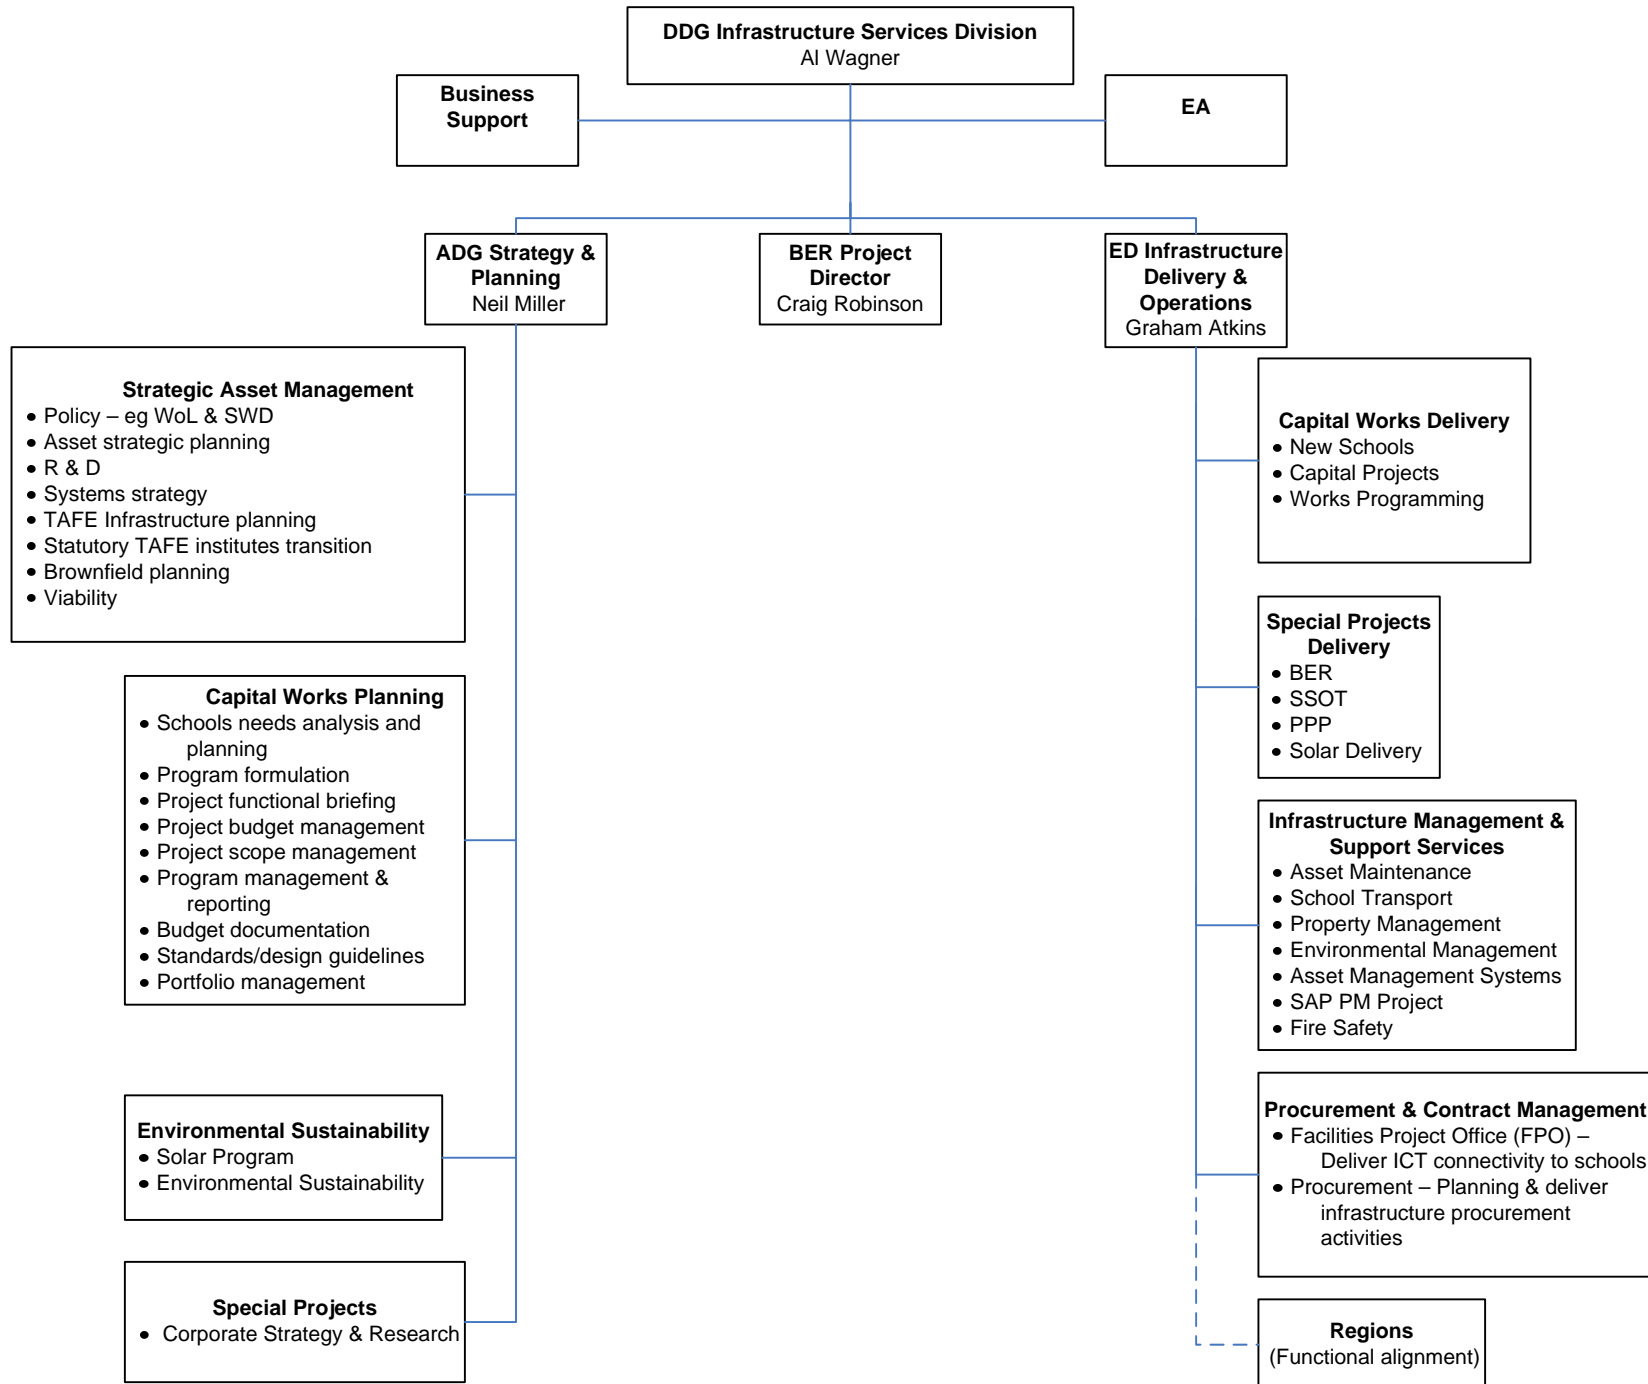 DDG Infrastructure Services Division
Al Wagner
Business
Support
EA
ADG Strategy &
Planning
Neil Miller
BER Project
Director
Craig Robinson
ED Infrastructure
Delivery &
Operations
Graham Atkins
Strategic Asset Management
• Policy – eg WoL & SWD
• Asset strategic planning
• R & D
• Systems strategy
• TAFE Infrastructure planning
• Statutory TAFE institutes transition
• Brownfield planning
• Viability
Capital Works Planning
• Schools needs analysis and
planning
• Program formulation
• Project functional briefing
• Project budget management
• Project scope management
• Program management &
reporting
• Budget documentation
• Standards/design guidelines
• Portfolio management
Environmental Sustainability
• Solar Program
• Environmental Sustainability
Special Projects
• Corporate Strategy & Research
Capital Works Delivery
• New Schools
• Capital Projects
• Works Programming
Special Projects
Delivery
• BER
• SSOT
• PPP
• Solar Delivery
Infrastructure Management &
Support Services
• Asset Maintenance
• School Transport
• Property Management
• Environmental Management
• Asset Management Systems
• SAP PM Project
• Fire Safety
Procurement & Contract Management
• Facilities Project Office (FPO) –
Deliver ICT connectivity to schools
• Procurement – Planning & deliver
infrastructure procurement
activities
Regions
(Functional alignment)